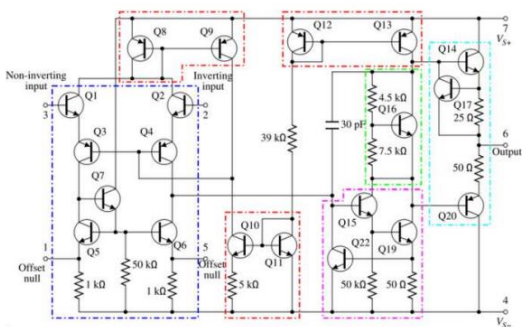 Q8
Q9
Q12
Q13
7
V_S+
Q14
Non-inverting
input
Inverting
input
Q1
3
Q2
2
4.5 kΩ
Q16
Q17
25 Ω
Q3
Q4
39 kΩ
30 pF
7.5 kΩ
6
Output
50 Ω
Q7
Q15
Q20
Q5
Q6
Q10
Q11
Q22
Q19
1
Offset
null
5
Offset
null
1 kΩ
50 kΩ
1 kΩ
5 kΩ
50 kΩ
50 Ω
4
V_S-